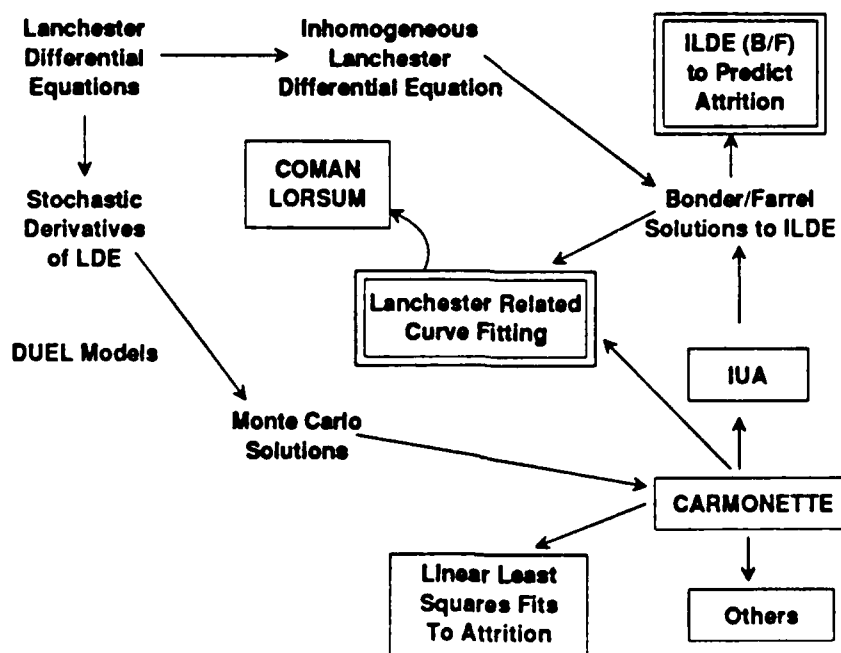 Lanchester
Differential
Equations
Inhomogeneous
Lanchester
Differential Equation
ILDE (B/F)
to Predict
Attrition
COMAN
LORSUM
Stochastic
Derivatives
of LDE
Bonder/Farrel
Solutions to ILDE
Lanchester Related
Curve Fitting
DUEL Models
IUA
Monte Carlo
Solutions
CARMONETTE
Linear Least
Squares Fits
To Attrition
Others